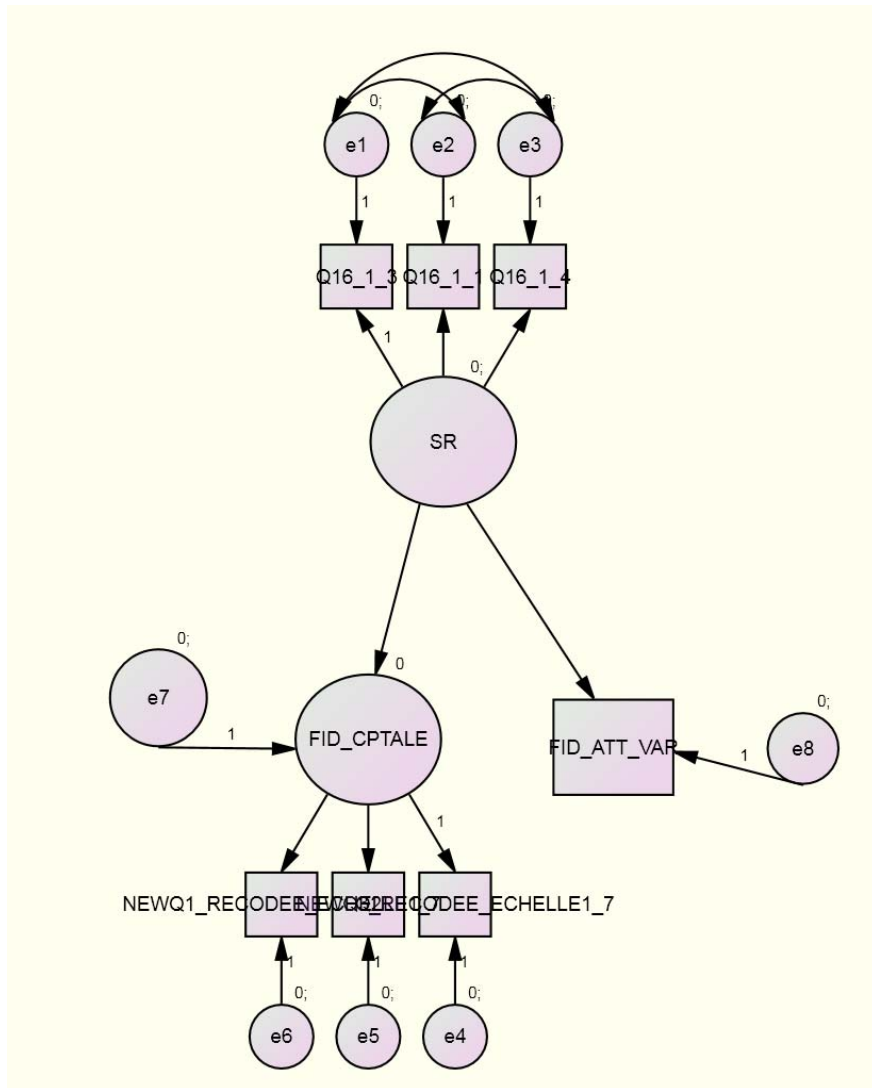 0; 0; 0;
e1 e2 e3
1 1 1
Q16_1_3 Q16_1_1 Q16_1_4
1
0;
SR
0;
0
0;
e7
FID_CPTALE
1
FID_ATT_VAR
1
e8
1
NEWQ1_RECODEE_ECHELLE1_7
1 1 1
0; 0; 0;
e6 e5 e4